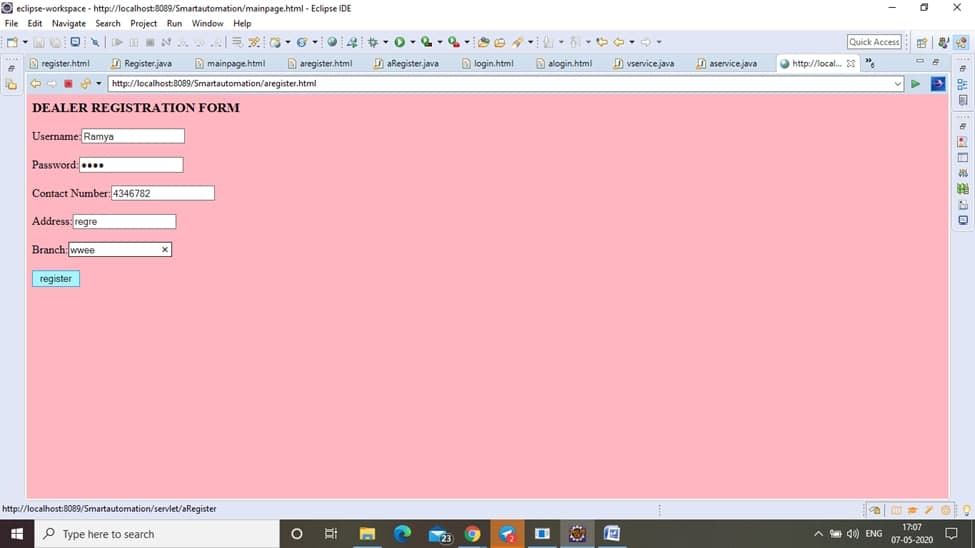 eclipse-workspace - http://localhost:8089/Smartautomation/mainpage.html - Eclipse IDE
File Edit Navigate Search Project Run Window Help
Quick Access
register.html Register.java mainpage.html aregister.html aRegister.java login.html alogin.html vservice.java aservice.java http://local... 6
http://localhost:8089/Smartautomation/aregister.html
DEALER REGISTRATION FORM
Username: Ramya
Password: ●●●●
Contact Number: 4346782
Address: regre
Branch: wwee ×
register
http://localhost:8089/Smartautomation/servlet/aRegister
Type here to search 23 2 ENG 17:07
07-05-2020